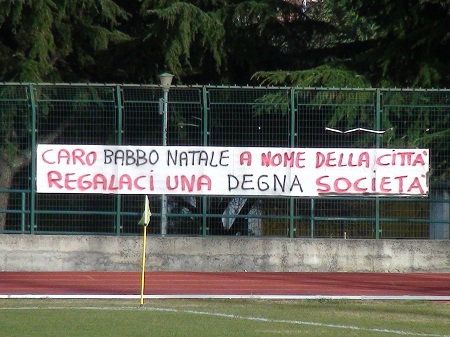 CARO BABBO NATALE A NOME DELLA CITTA'
REGALACI UNA DEGNA SOCIETA'